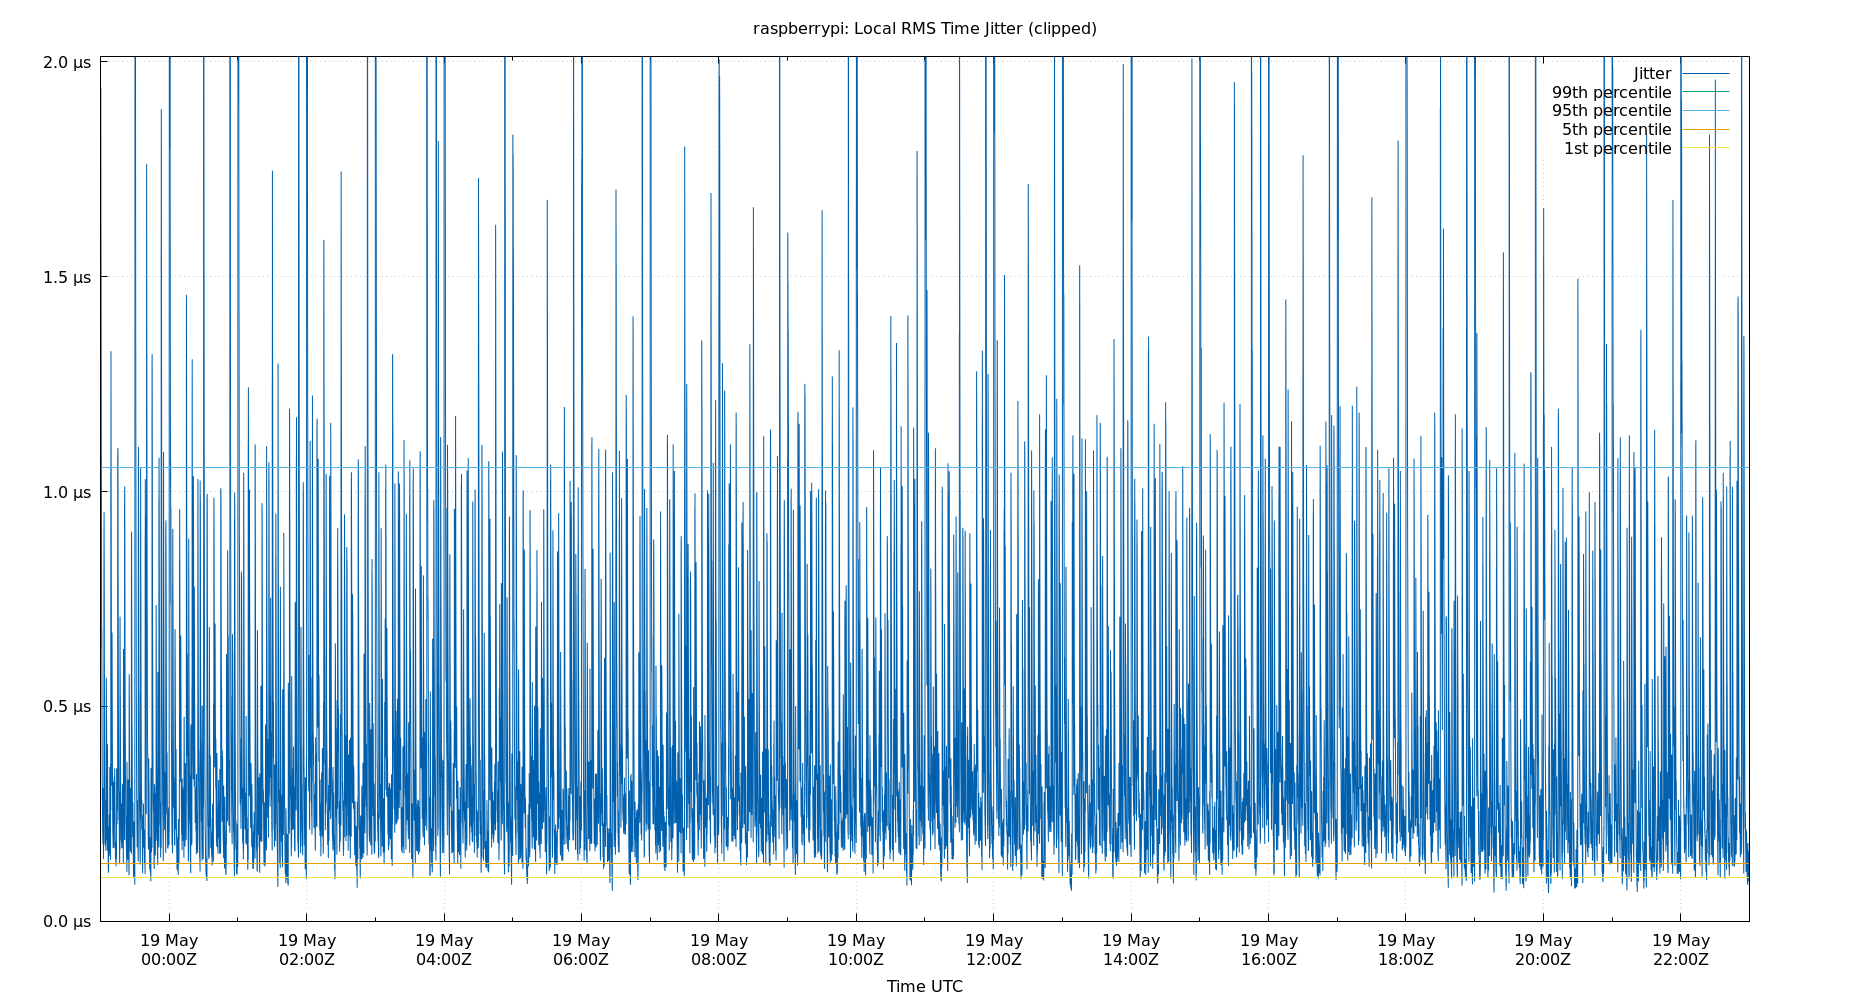 raspberrypi: Local RMS Time Jitter (clipped)
2.0 µs
1.5 µs
1.0 µs
0.5 µs
0.0 µs
Jitter
99th percentile
95th percentile
5th percentile
1st percentile
19 May 19 May 19 May 19 May 19 May 19 May 19 May 19 May 19 May 19 May 19 May 19 May
00:00Z 02:00Z 04:00Z 06:00Z 08:00Z 10:00Z 12:00Z 14:00Z 16:00Z 18:00Z 20:00Z 22:00Z
Time UTC